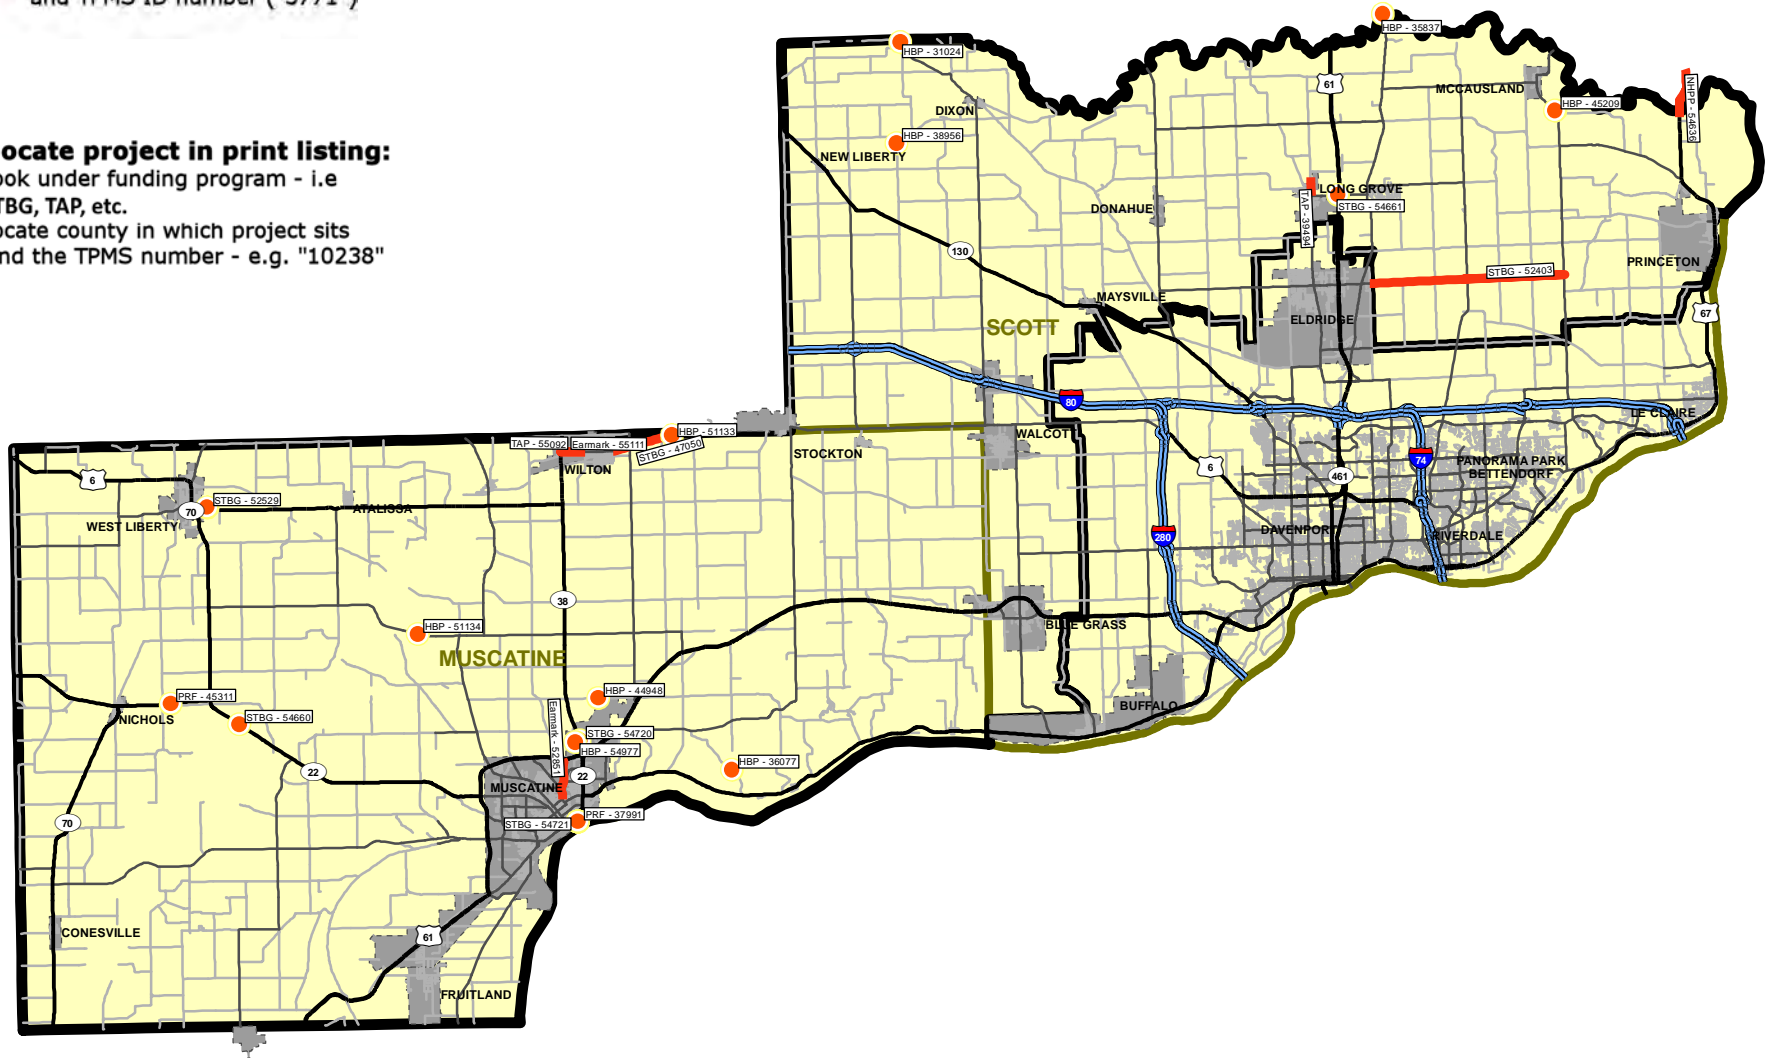 and TPMS ID number ("5771")
ocate project in print listing:
ook under funding program - i.e
TBG, TAP, etc.
ocate county in which project sits
nd the TPMS number - e.g. "10238"
HBP - 35837
HBP - 31024
61
MCCAUSLAND
HBP - 45209
NHPP - 54636
DIXON
HBP - 38956
NEW LIBERTY
LONG GROVE
TAP - 39494
STBG - 54661
DONAHUE
130
PRINCETON
STBG - 52403
MAYSVILLE
67
SCOTT
ELDRIDGE
80
LE CLAIRE
HBP - 51133
TAP - 55092
Earmark - 55111
STBG - 47050
WALCOTT
STOCKTON
WILTON
6
74
PANORAMA PARK
BETTENDORF
6
461
STBG - 52529
70
ATALISSA
WEST LIBERTY
280
DAVENPORT
RIVERDALE
38
HBP - 51134
BLUE GRASS
MUSCATINE
HBP - 44948
PRF - 45311
NICHOLS
STBG - 54660
BUFFALO
Earmark - 52851
STBG - 54720
HBP - 54977
HBP - 36077
22
22
MUSCATINE
PRF - 37991
STBG - 54721
70
CONESVILLE
61
FRUITLAND